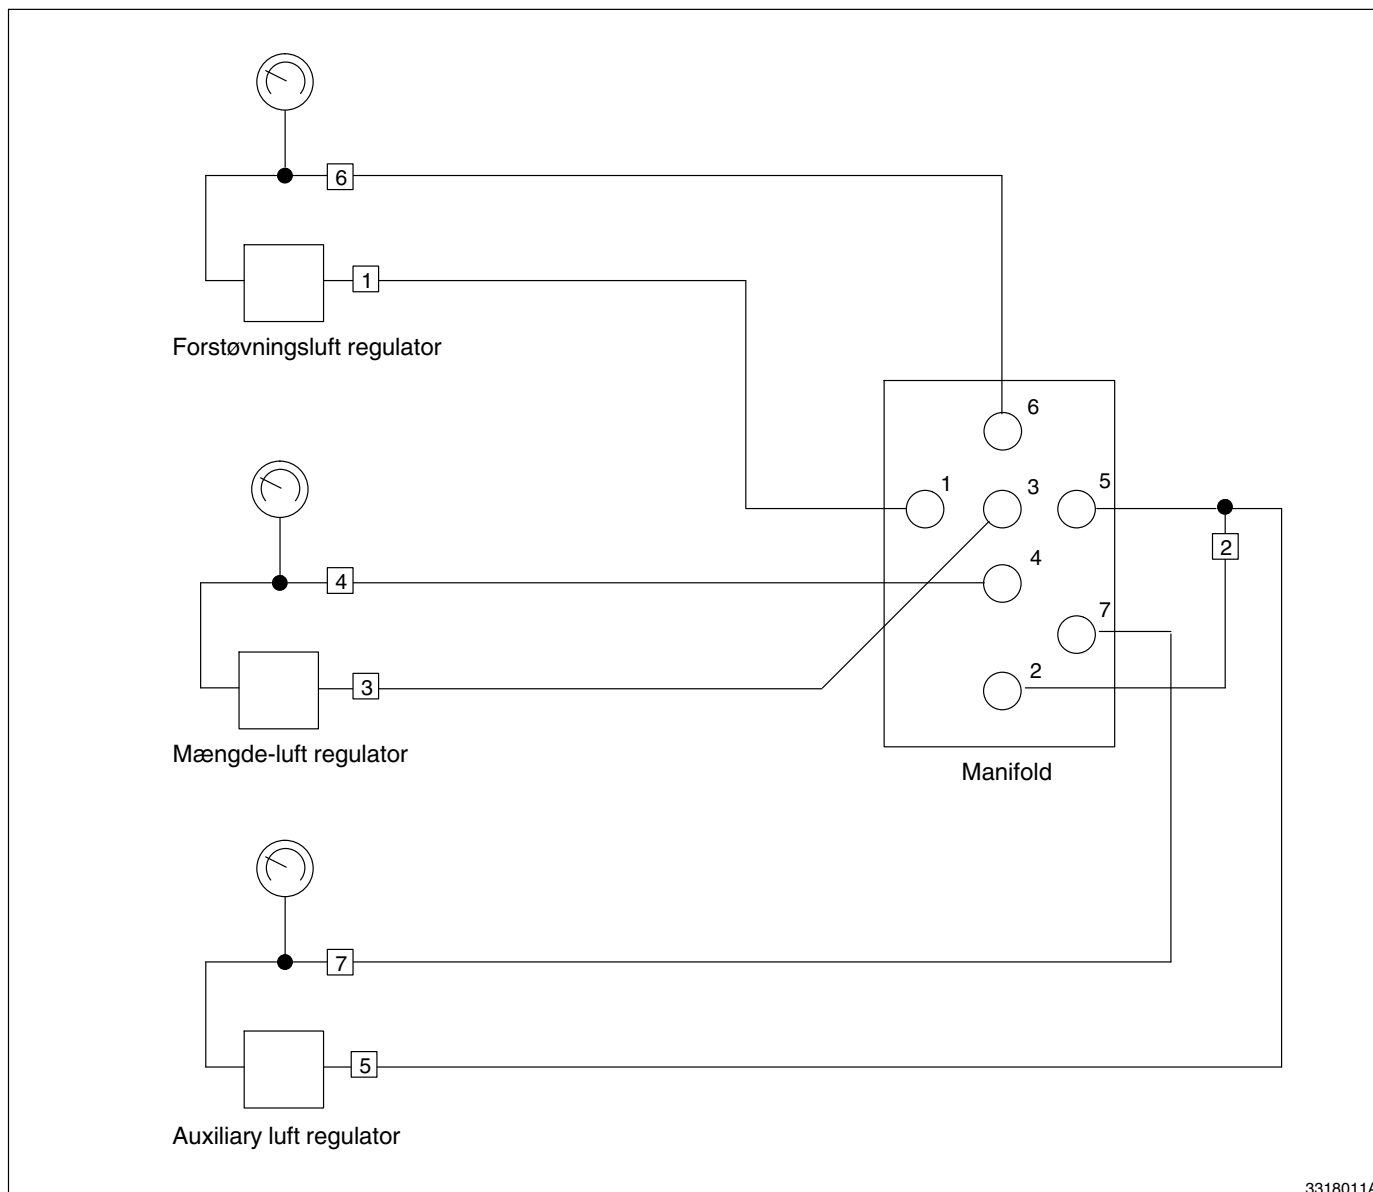 6
1
Forstøvningsluft regulator
6
1
3
5
2
4
4
7
3
2
Mængde-luft regulator
Manifold
7
5
Auxiliary luft regulator
3318011A